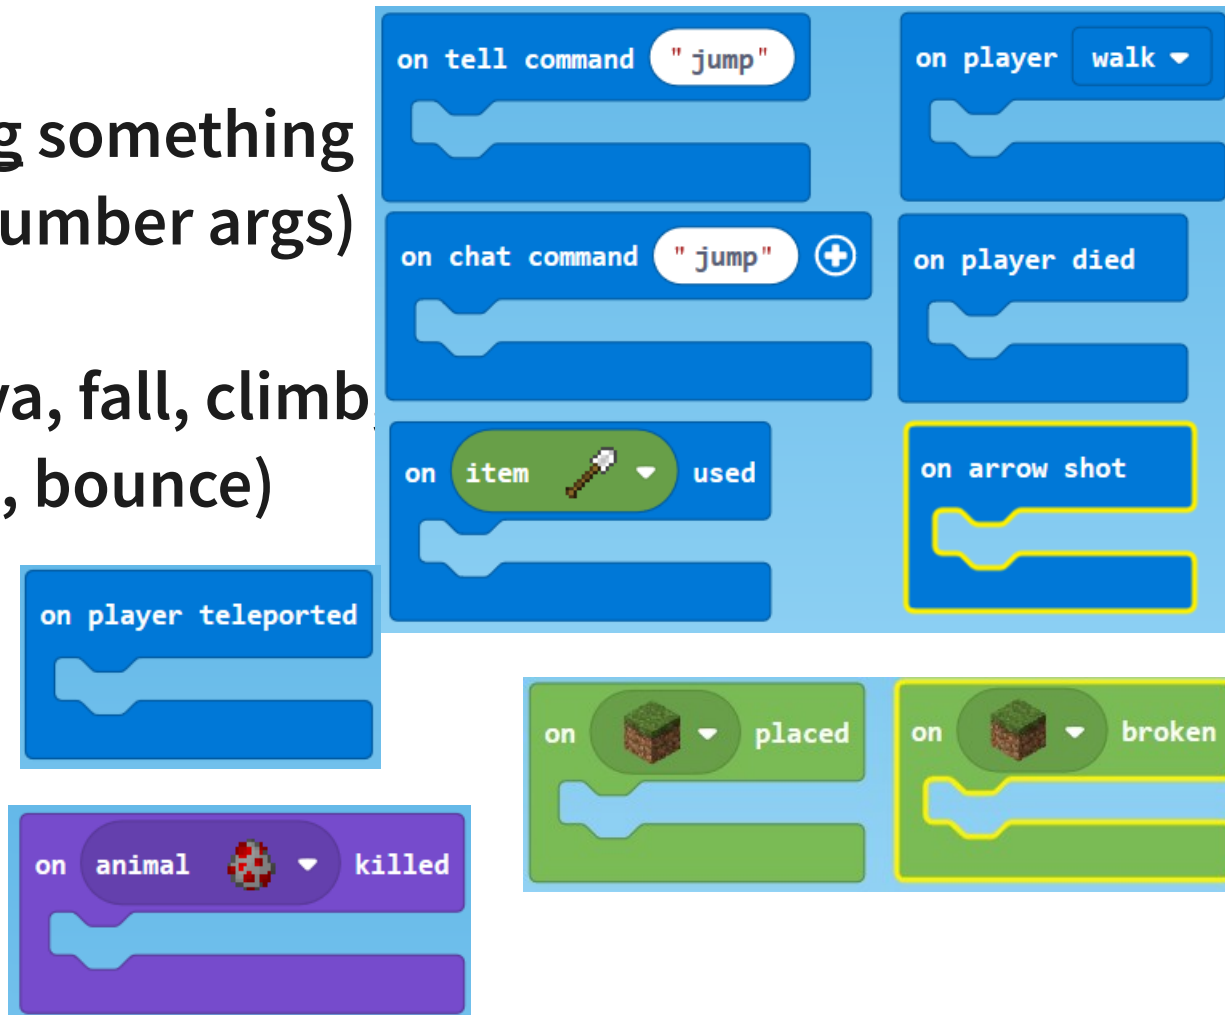 on tell command "jump"
on player walk
g something
umber args)
on chat command "jump"
on player died
va, fall, climb,
, bounce)
on item used
on arrow shot
on player teleported
on placed
on broken
on animal killed